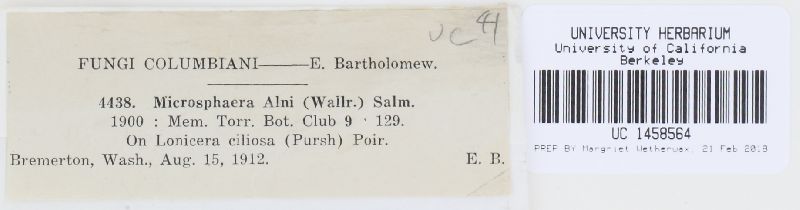 UC 44
FUNGI COLUMBIANI——E. Bartholomew.
4438. Microsphaera Alni (Wallr.) Salm.
1900 : Mem. Torr. Bot. Club 9 : 129.
On Lonicera ciliosa (Pursh) Poir.
Bremerton, Wash., Aug. 15, 1912. E. B.
UNIVERSITY HERBARIUM
University of California
Berkeley
UC 1458564
PREP BY Margriet Wetherwax, 21 Feb 2018